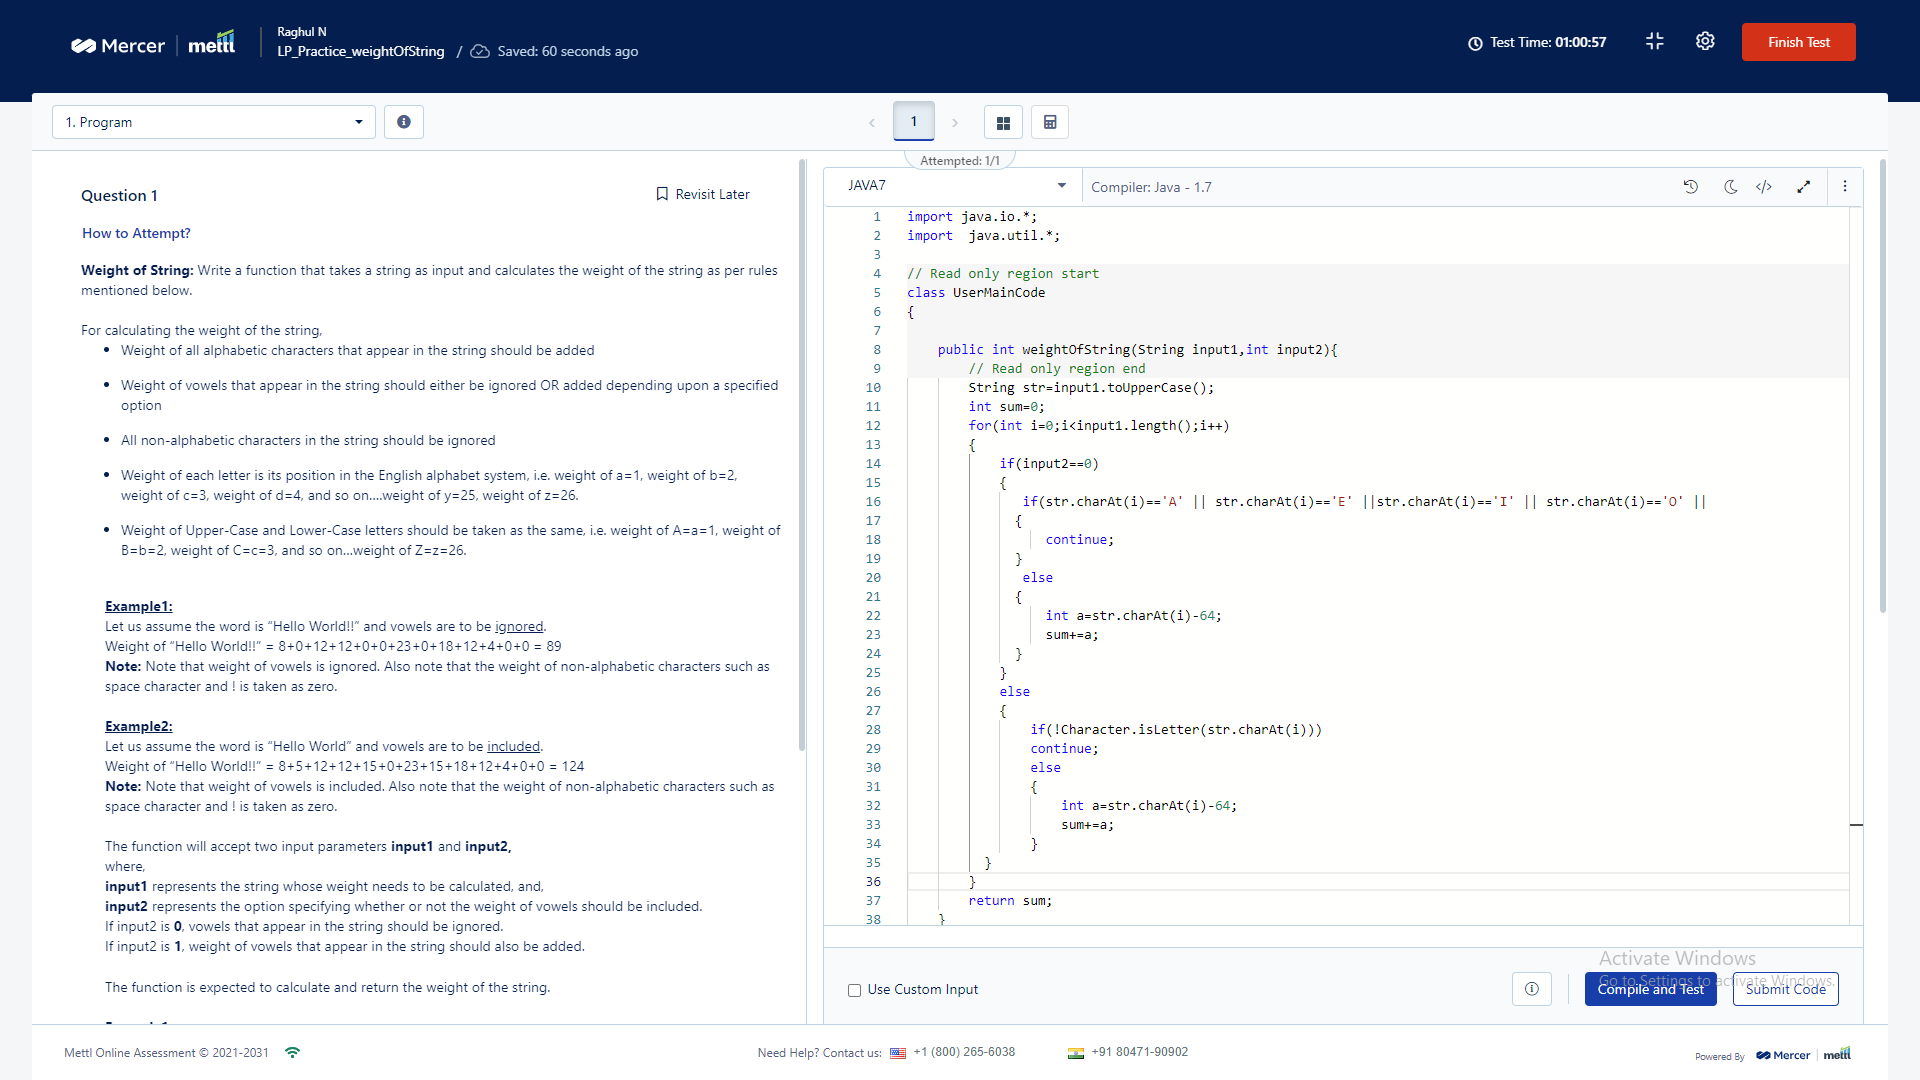 Mercer | mettl
Raghul N
LP_Practice_weightOfString / Saved: 60 seconds ago
Test Time: 01:00:57
Finish Test
1. Program
1
Attempted: 1/1
Question 1
Revisit Later
How to Attempt?
Weight of String: Write a function that takes a string as input and calculates the weight of the string as per rules
mentioned below.
For calculating the weight of the string,
• Weight of all alphabetic characters that appear in the string should be added
• Weight of vowels that appear in the string should either be ignored OR added depending upon a specified
option
• All non-alphabetic characters in the string should be ignored
• Weight of each letter is its position in the English alphabet system, i.e. weight of a=1, weight of b=2,
weight of c=3, weight of d=4, and so on....weight of y=25, weight of z=26.
• Weight of Upper-Case and Lower-Case letters should be taken as the same, i.e. weight of A=a=1, weight of
B=b=2, weight of C=c=3, and so on...weight of Z=z=26.
Example1:
Let us assume the word is “Hello World!!” and vowels are to be ignored.
Weight of “Hello World!!” = 8+0+12+12+0+0+23+0+18+12+4+0+0 = 89
Note: Note that weight of vowels is ignored. Also note that the weight of non-alphabetic characters such as
space character and ! is taken as zero.
Example2:
Let us assume the word is “Hello World” and vowels are to be included.
Weight of “Hello World!!” = 8+5+12+12+15+0+23+15+18+12+4+0+0 = 124
Note: Note that weight of vowels is included. Also note that the weight of non-alphabetic characters such as
space character and ! is taken as zero.
The function will accept two input parameters input1 and input2,
where,
input1 represents the string whose weight needs to be calculated, and,
input2 represents the option specifying whether or not the weight of vowels should be included.
If input2 is 0, vowels that appear in the string should be ignored.
If input2 is 1, weight of vowels that appear in the string should also be added.
The function is expected to calculate and return the weight of the string.
JAVA7
Compiler: Java - 1.7
1 import java.io.*;
2 import  java.util.*;
3
4 // Read only region start
5 class UserMainCode
6 {
7
8 public int weightOfString(String input1,int input2){
9 // Read only region end
10 String str=input1.toUpperCase();
11 int sum=0;
12 for(int i=0;i<input1.length();i++)
13 {
14 if(input2==0)
15 {
16 if(str.charAt(i)=='A' || str.charAt(i)=='E' ||str.charAt(i)=='I' || str.charAt(i)=='O' ||
17 {
18 continue;
19 }
20 else
21 {
22 int a=str.charAt(i)-64;
23 sum+=a;
24 }
25 }
26 else
27 {
28 if(!Character.isLetter(str.charAt(i)))
29 continue;
30 else
31 {
32 int a=str.charAt(i)-64;
33 sum+=a;
34 }
35 }
36 }
37 return sum;
38 }
Activate Windows
Go to Settings to activate Windows.
Use Custom Input
Compile and Test
Submit Code
Mettl Online Assessment © 2021-2031
Need Help? Contact us: +1 (800) 265-6038
+91 80471-90902
Powered By Mercer | mettl